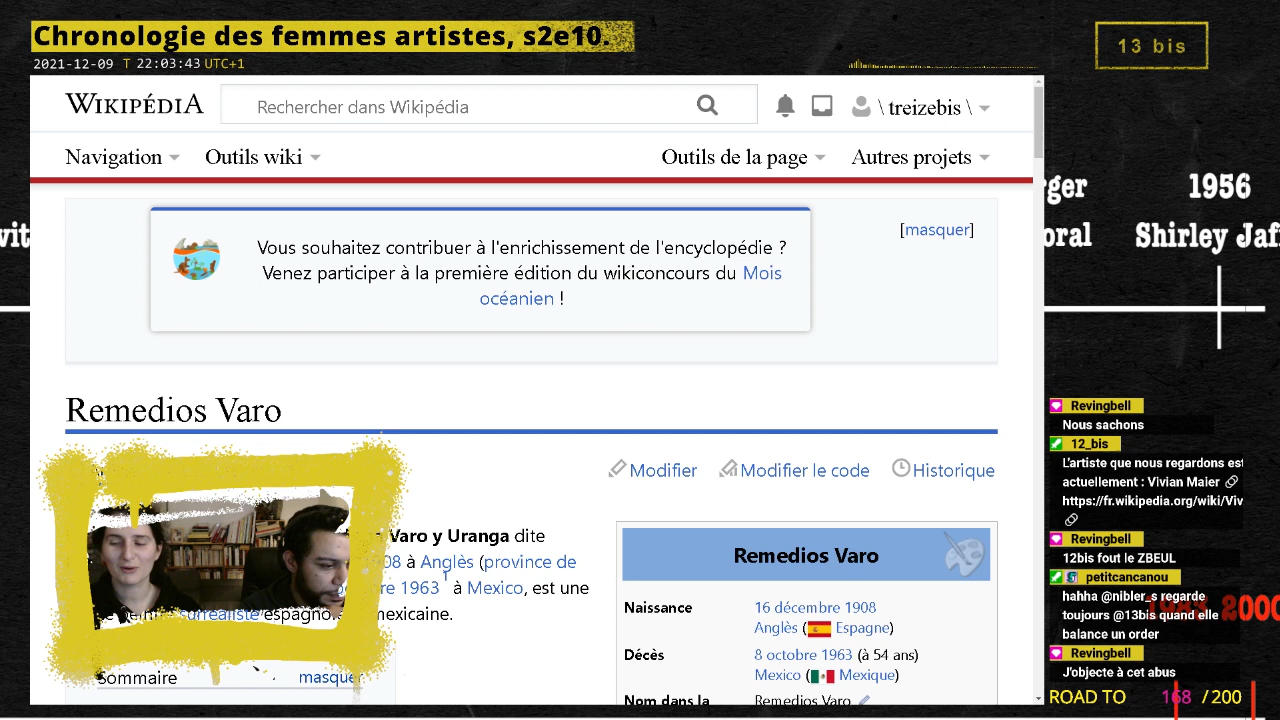 Chronologie des femmes artistes, s2e10.
2021-12-09 T 22:03:43 UTC+1
13 bis
WIKIPÉDIA
Rechercher dans Wikipédia
\ treizebis \
Navigation
Outils wiki
Outils de la page
Autres projets
1956
Shirley Jaf
Vous souhaitez contribuer à l'enrichissement de l'encyclopédie ?
Venez participer à la première édition du wikiconcours du Mois
océanien !
[masquer]
Remedios Varo
Modifier
Modifier le code
Historique
Varo y Uranga dite
08 à Anglès (province de
bre 1963 à Mexico, est une
surréaliste espagno mexicaine.
Sommaire
masquer
Remedios Varo
Naissance 16 décembre 1908
Anglès ( Espagne)
Décès 8 octobre 1963 (à 54 ans)
Mexico ( Mexique)
Nom dans la Remedios Varo
Revingbell
Nous sachons
12_bis
L'artiste que nous regardons est
actuellement : Vivian Maier
https://fr.wikipedia.org/wiki/Viv
Revingbell
12bis fout le ZBEUL
petitcancanou
hahha @nibler_s regarde
toujours @13bis quand elle
balance un order
Revingbell
J'objecte à cet abus
ROAD TO 168 / 200